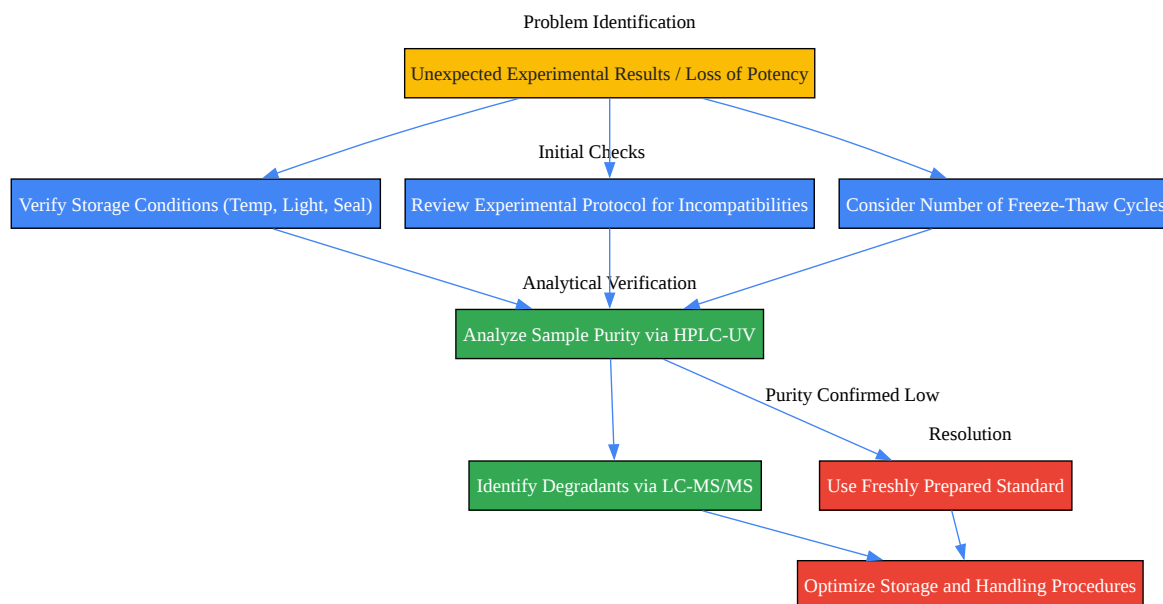 Problem Identification
Unexpected Experimental Results / Loss of Potency
Initial Checks
Verify Storage Conditions (Temp, Light, Seal)
Review Experimental Protocol for Incompatibilities
Consider Number of Freeze-Thaw Cycles
Analytical Verification
Analyze Sample Purity via HPLC-UV
Purity Confirmed Low
Resolution
Identify Degradants via LC-MS/MS
Use Freshly Prepared Standard
Optimize Storage and Handling Procedures